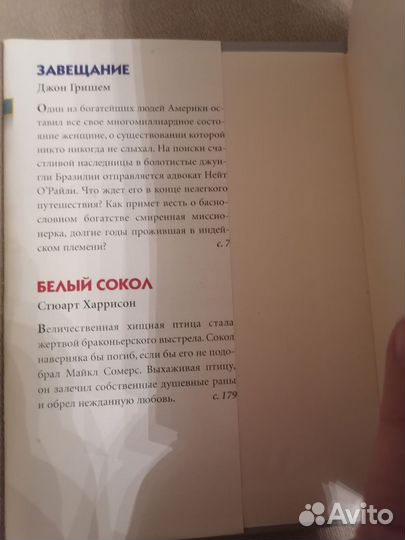 ЗАВЕЩАНИЕ
Джон Гришем
Один из богатейших людей Америки ос-
тавил все свое многомиллиардное состо-
яние женщине, о существовании которой
никто никогда не слыхал. На поиски сча-
стливой наследницы в болотистые джун-
гли Бразилии отправляется адвокат Нейт
О'Райли. Что ждет его в конце нелегкого
путешествия? Как примет весть о бас-
нословном богатстве смиренная миссио-
нерка, долгие годы прожившая в индей-
ском племени? с. 7
БЕЛЫЙ СОКОЛ
Стюарт Харрисон
Величественная хищная птица стала
жертвой браконьерского выстрела. Сокол
наверняка бы погиб, если бы его не подо-
брал Майкл Сомерс. Выхаживая птицу,
он залечил собственные душевные раны
и обрел нежданную любовь. с. 179
Avito